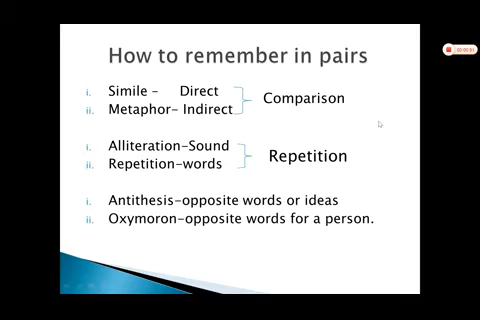 How to remember in pairs
i. Simile – Direct
ii. Metaphor– Indirect
Comparison
i. Alliteration–Sound
ii. Repetition–words
Repetition
i. Antithesis–opposite words or ideas
ii. Oxymoron–opposite words for a person.